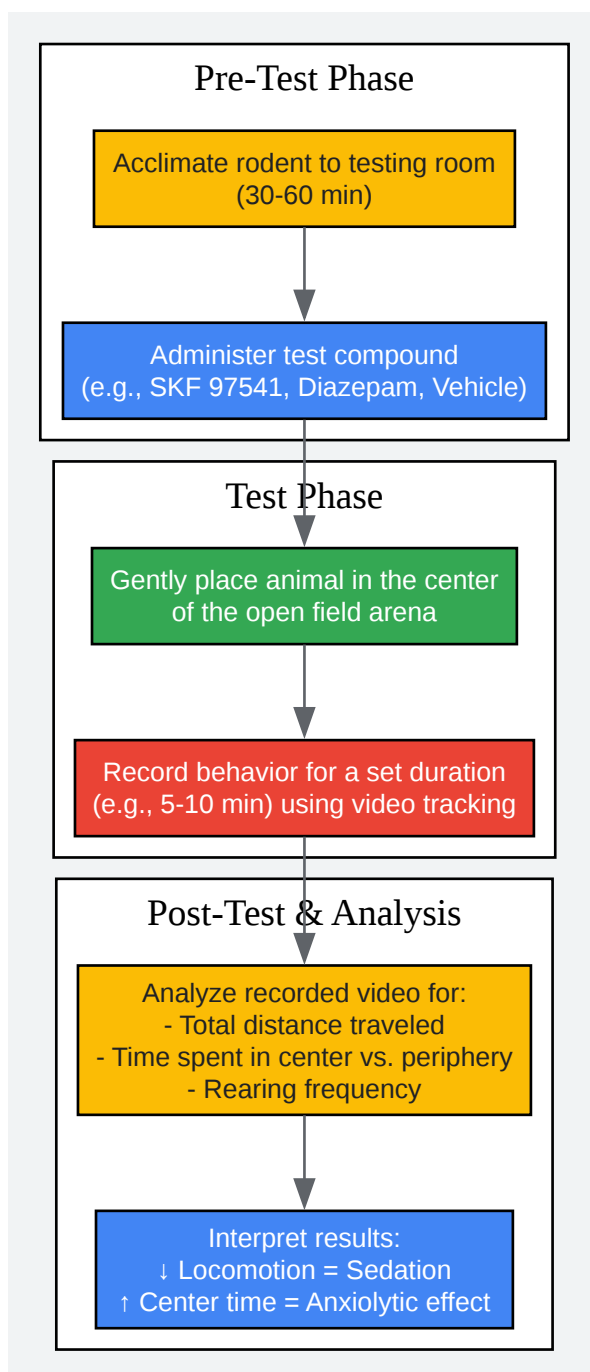 Pre-Test Phase
Acclimate rodent to testing room
(30-60 min)
Administer test compound
(e.g., SKF 97541, Diazepam, Vehicle)
Test Phase
Gently place animal in the center
of the open field arena
Record behavior for a set duration
(e.g., 5-10 min) using video tracking
Post-Test & Analysis
Analyze recorded video for:
- Total distance traveled
- Time spent in center vs. periphery
- Rearing frequency
Interpret results:
↓ Locomotion = Sedation
↑ Center time = Anxiolytic effect